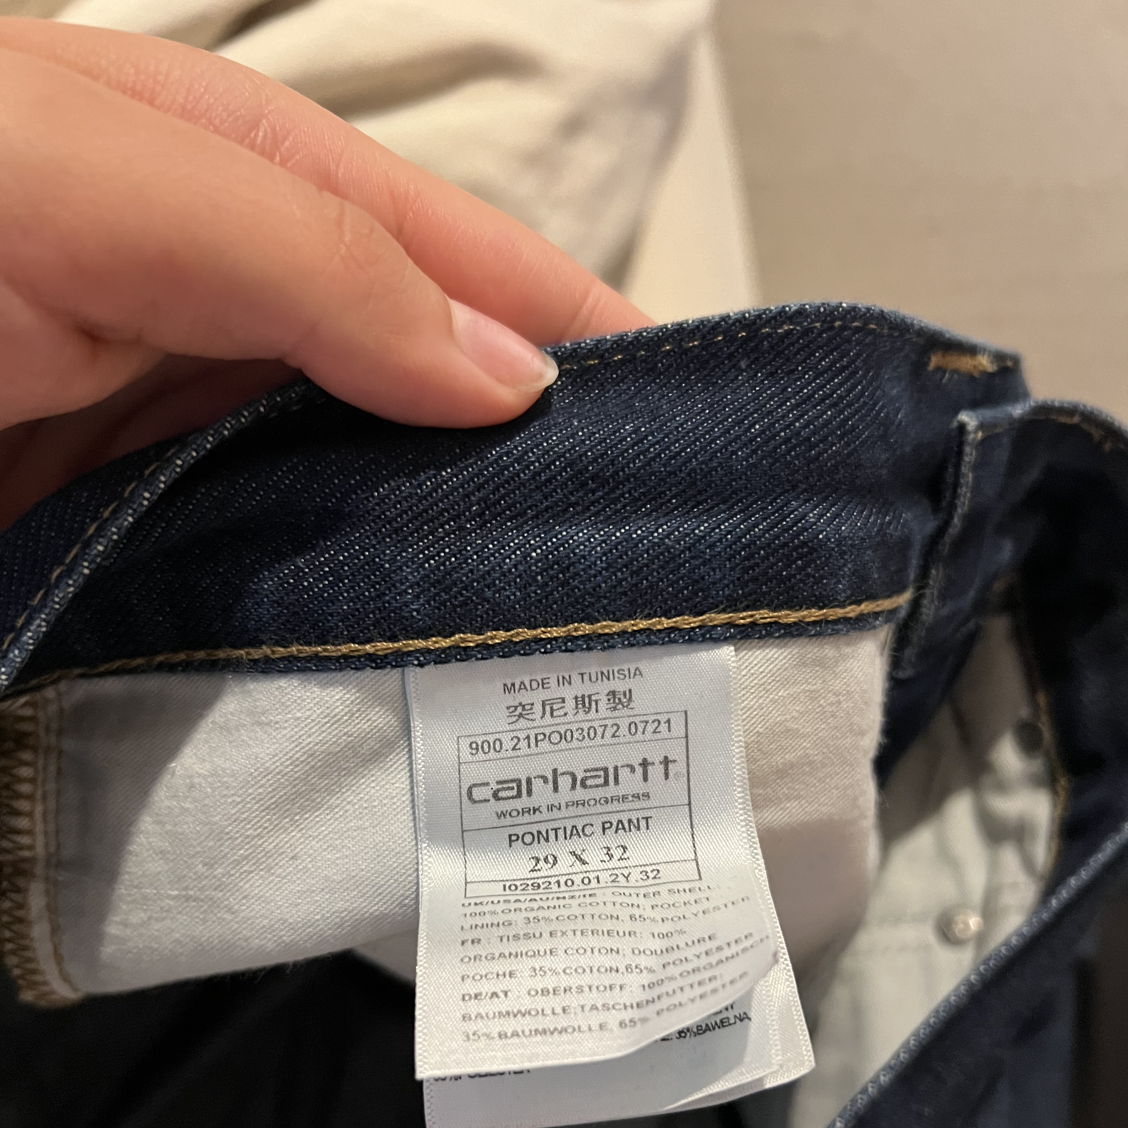 MADE IN TUNISIA
突尼斯製
900.21PO03072.0721
carhartt®
WORK IN PROGRESS
PONTIAC PANT
29 X 32
I029210.01.2Y.32
UK/USA/AU/NZ/IE : OUTER SHELL:
100% ORGANIC COTTON; POCKET
LINING: 35% COTTON, 65% POLYESTER
FR : TISSU EXTERIEUR: 100%
ORGANIQUE COTON; DOUBLURE
POCHE: 35% COTON, 65% POLYESTER
DE/AT : OBERSTOFF: 100% ORGANISCH
BAUMWOLLE; TASCHENFUTTER:
35% BAUMWOLLE, 65% POLYESTER
35%BAWELNA,